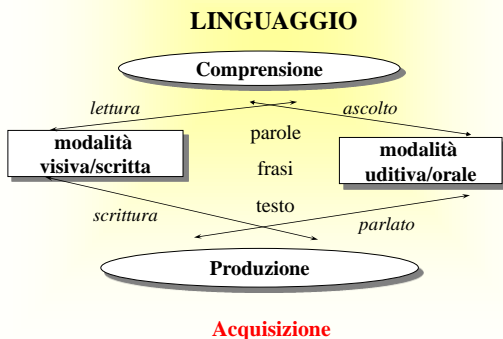 LINGUAGGIO
Comprensione
lettura
ascolto
modalità
visiva/scritta
parole
frasi
testo
modalità
uditiva/orale
scrittura
parlato
Produzione
Acquisizione